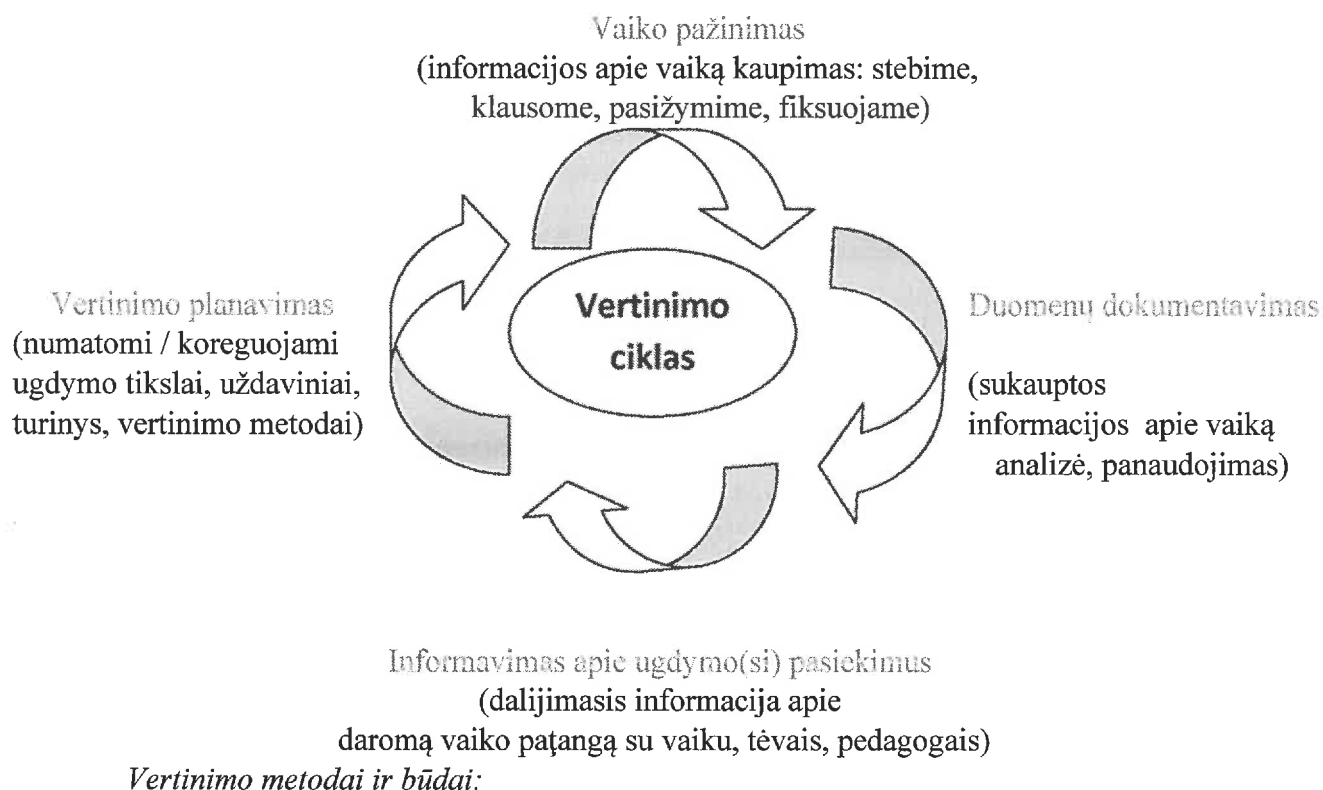 Vaiko pažinimas
(informacijos apie vaiką kaupimas: stebime,
klausome, pasižymime, fiksuojame)
Vertinimo planavimas
(numatomi / koreguojami
ugdymo tikslai, uždaviniai,
turinys, vertinimo metodai)
Vertinimo
ciklas
Duomenų dokumentavimas
(sukauptos
informacijos apie vaiką
analizė, panaudojimas)
Informavimas apie ugdymo(si) pasiekimus
(dalijimasis informacija apie
daromą vaiko paţangą su vaiku, tėvais, pedagogais)
Vertinimo metodai ir būdai: